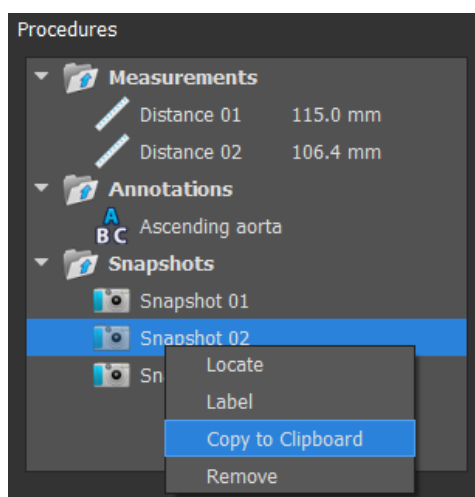 Procedures
Measurements
Distance 01 115.0 mm
Distance 02 106.4 mm
Annotations
A
B C Ascending aorta
Snapshots
Snapshot 01
Snapshot 02
Locate
Label
Copy to Clipboard
Remove